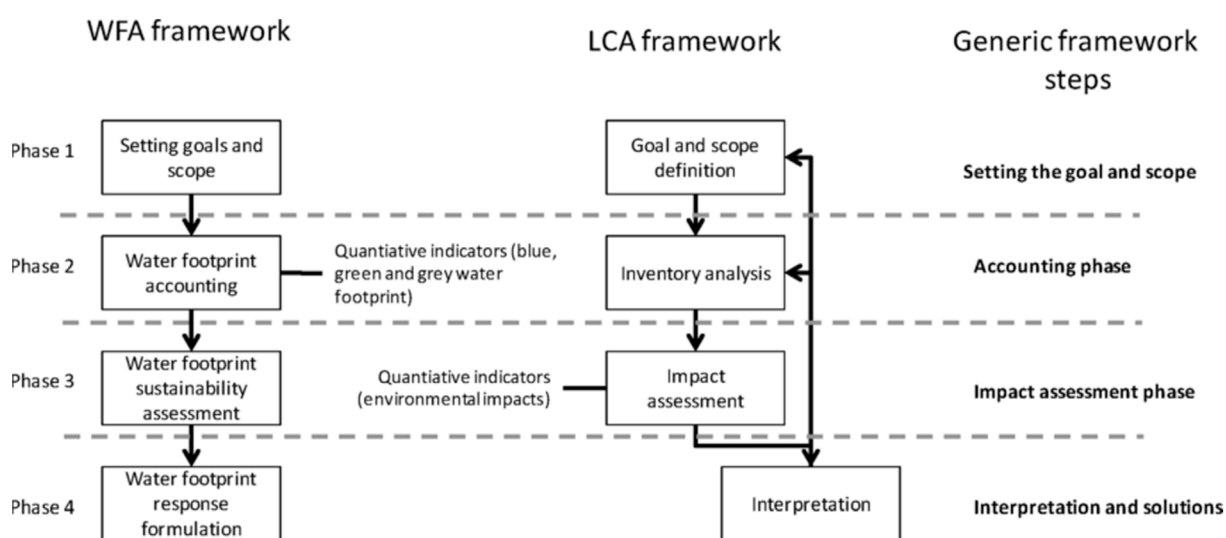 WFA framework
LCA framework
Generic framework
steps
Phase 1
Setting goals and
scope
Goal and scope
definition
Setting the goal and scope
Phase 2
Water footprint
accounting
Quantiative indicators (blue,
green and grey water
footprint)
Inventory analysis
Accounting phase
Phase 3
Water footprint
sustainability
assessment
Quantiative indicators
(environmental impacts)
Impact
assessment
Impact assessment phase
Phase 4
Water footprint
response
formulation
Interpretation
Interpretation and solutions